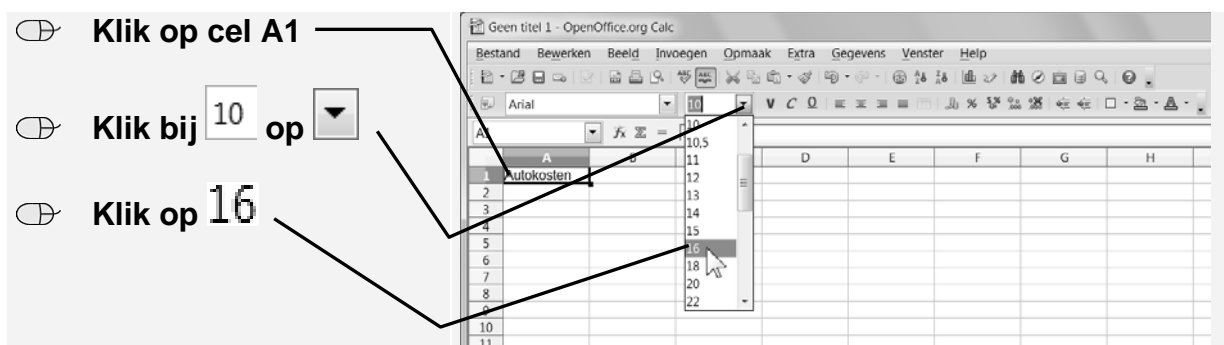 Klik op cel A1
Klik bij 10 op
Klik op 16
Geen titel 1 - OpenOffice.org Calc
Bestand Bewerken Beeld Invoegen Opmaak Extra Gegevens Venster Help
Arial 10 V C O
A1
A B D E F G H
1 Autokosten
2
3
4
5
6
7
8
9
10
11
10
10,5
11
12
13
14
15
16
18
20
22